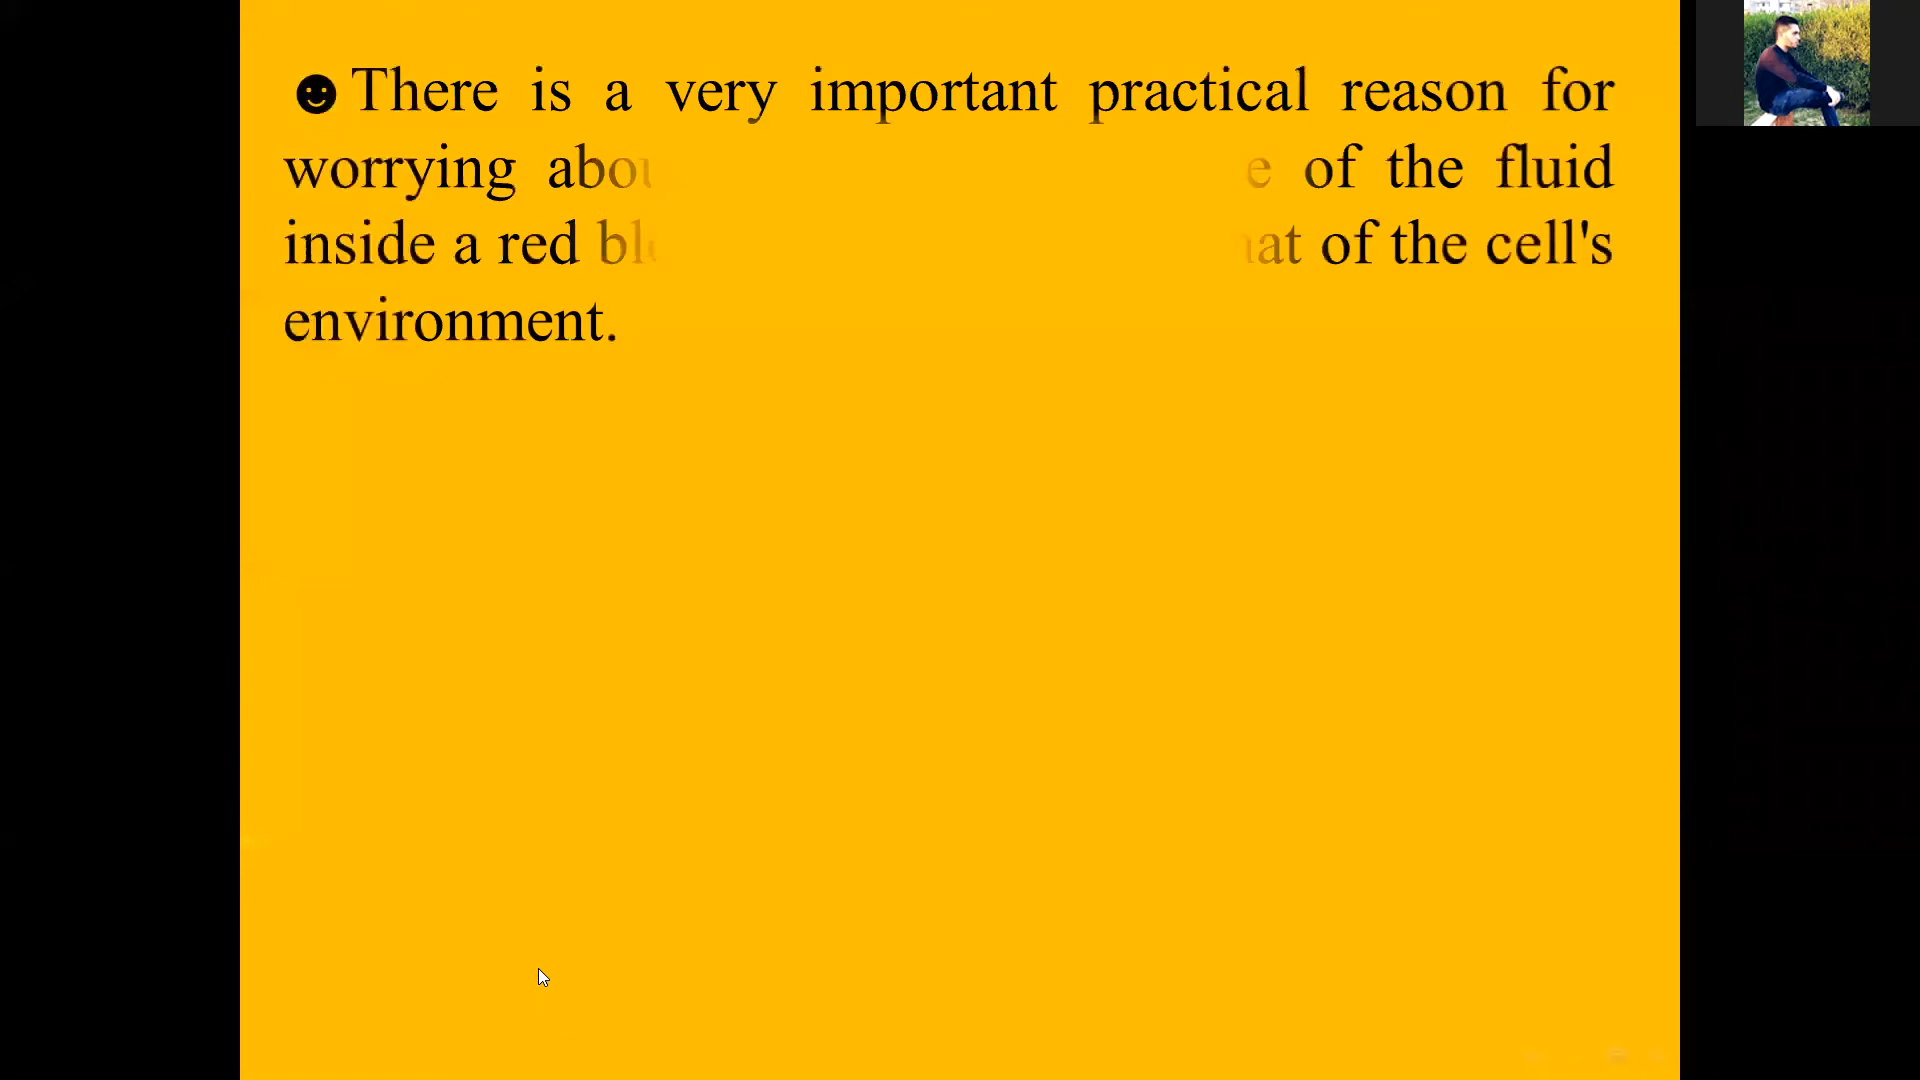 ☻There is a very important practical reason for
worrying of the fluid
inside a red of the cell's
environment.